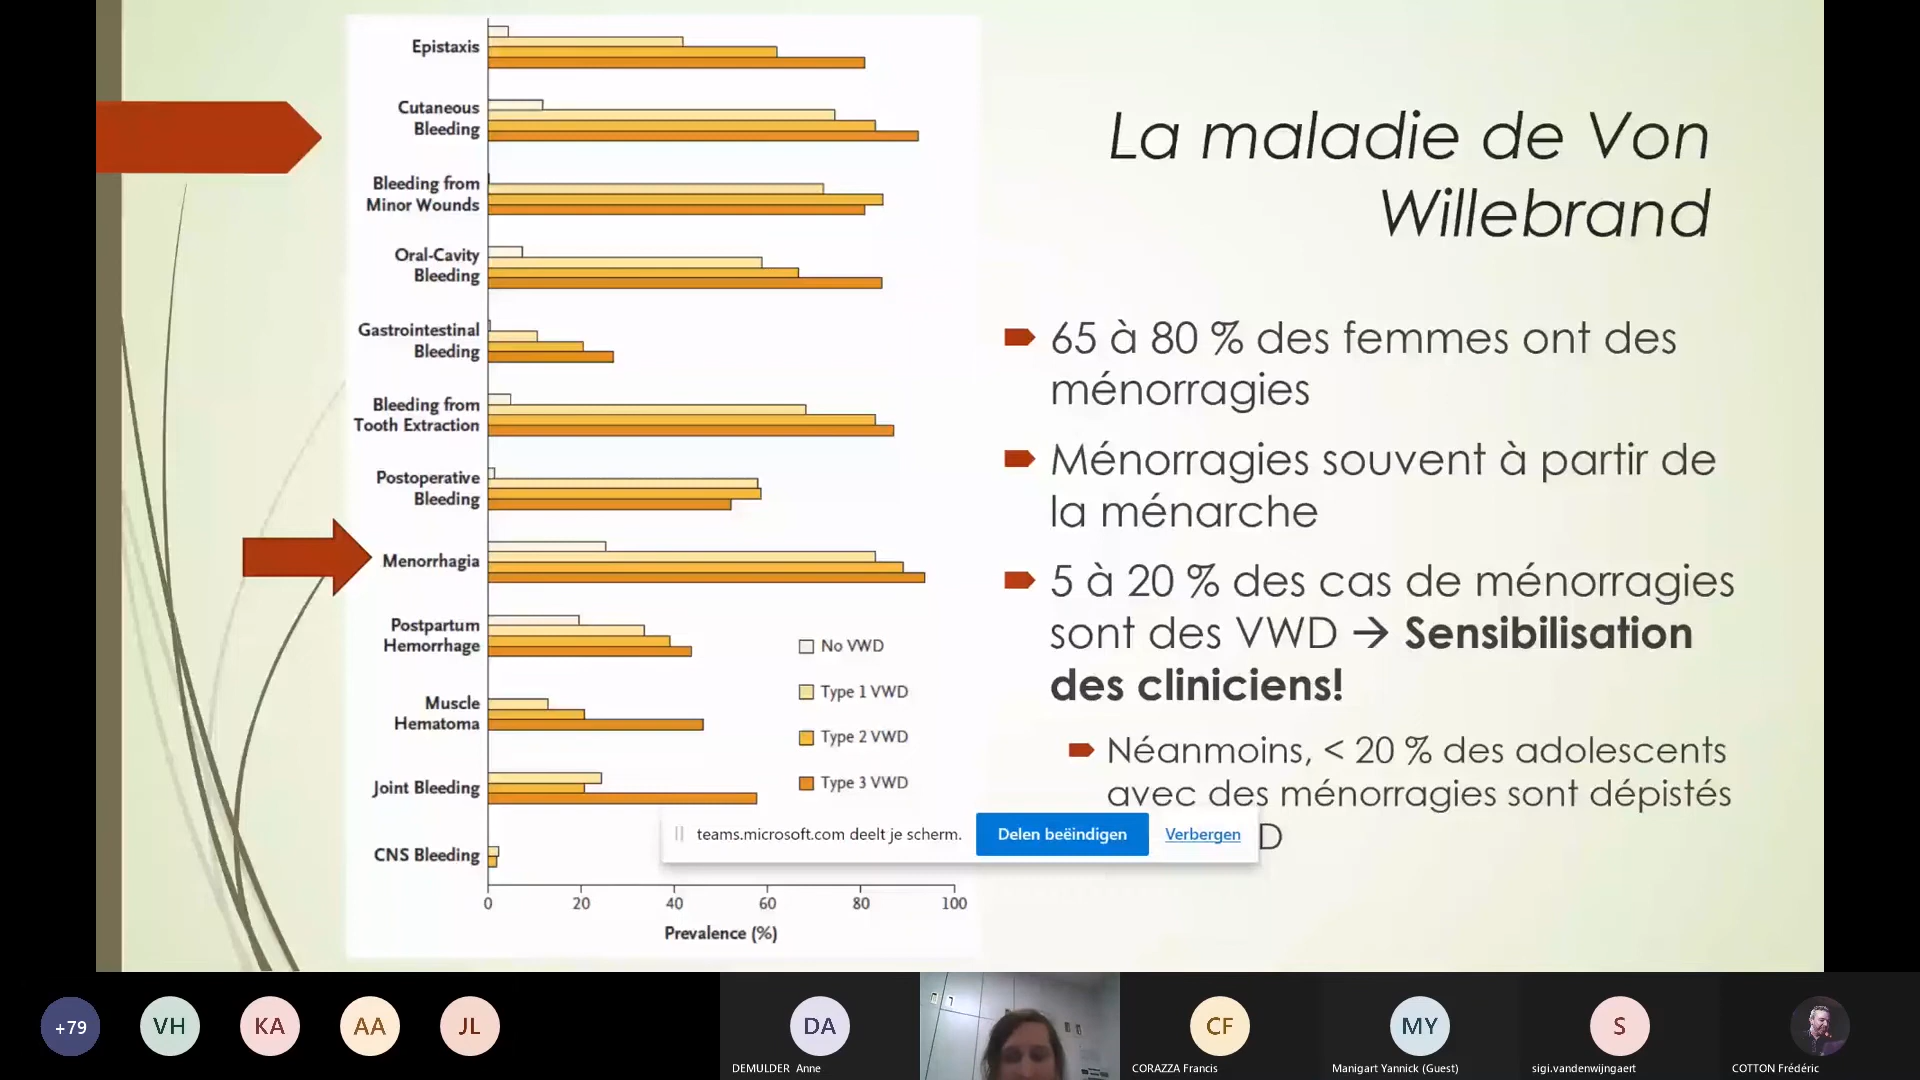 Epistaxis
Cutaneous
Bleeding
Bleeding from
Minor Wounds
Oral-Cavity
Bleeding
Gastrointestinal
Bleeding
Bleeding from
Tooth Extraction
Postoperative
Bleeding
Menorrhagia
Postpartum
Hemorrhage
Muscle
Hematoma
Joint Bleeding
CNS Bleeding
No VWD
Type 1 VWD
Type 2 VWD
Type 3 VWD
0 20 40 60 80 100
Prevalence (%)
La maladie de Von
Willebrand
65 à 80 % des femmes ont des
ménorragies
Ménorragies souvent à partir de
la ménarche
5 à 20 % des cas de ménorragies
sont des VWD → Sensibilisation
des cliniciens!
Néanmoins, < 20 % des adolescents
avec des ménorragies sont dépistés
D
teams.microsoft.com deelt je scherm.
Delen beëindigen
Verbergen
+79
VH
KA
AA
JL
DA
CF
MY
S
DEMULDER Anne
CORAZZA Francis
Manigart Yannick (Guest)
sigi.vandenwijngaert
COTTON Frédéric